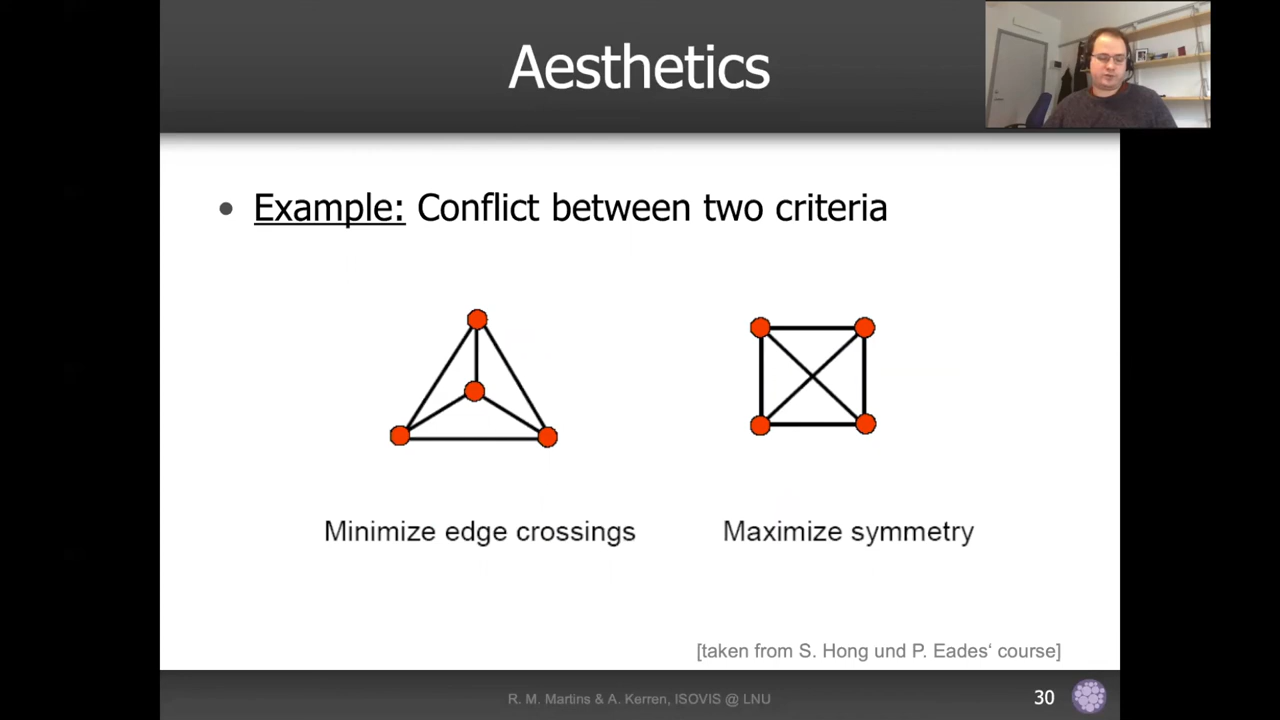 Aesthetics
• Example: Conflict between two criteria
Minimize edge crossings
Maximize symmetry
[taken from S. Hong und P. Eades‘ course]
R. M. Martins & A. Kerren, ISOVIS @ LNU
30